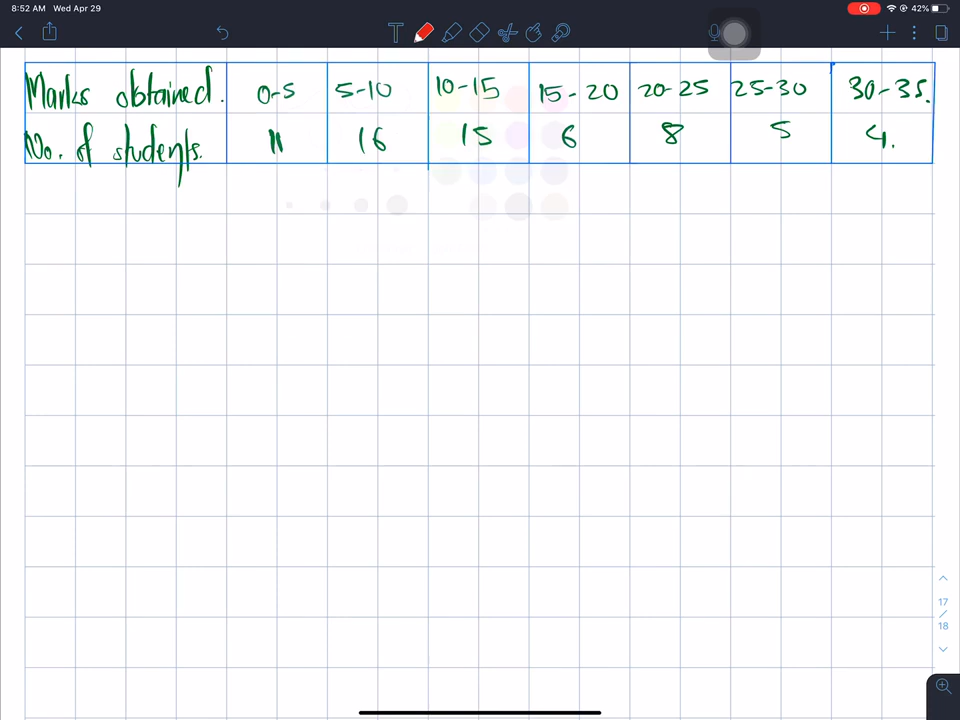 8:52 AM Wed Apr 29 42%
T
Marks obtained. 0-5 5-10 10-15 15-20 20-25 25-30 30-35.
No. of students. 11 16 15 6 8 5 4.
17
/
18